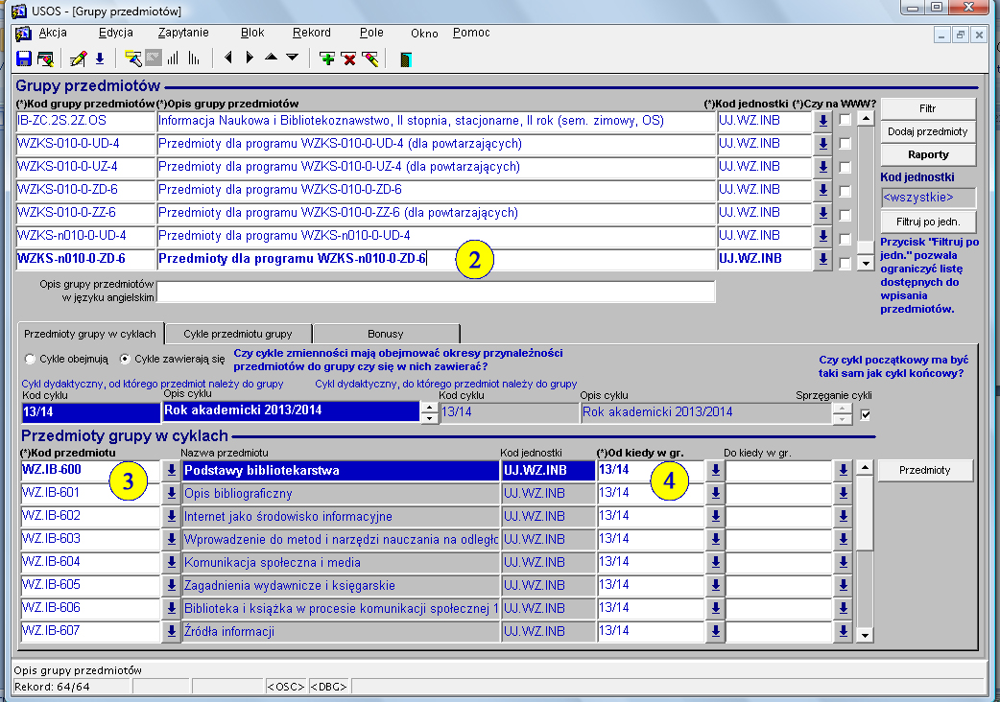 USOS - [Grupy przedmiotów]
Akcja Edycja Zapytanie Blok Rekord Pole Okno Pomoc
Grupy przedmiotów
(*)Kod grupy przedmiotów (*)Opis grupy przedmiotów (*)Kod jednostki (*)Czy na WWW?
IB-ZC.2S.2Z.OS Informacja Naukowa i Bibliotekoznawstwo, II stopnia, stacjonarne, II rok (sem. zimowy, OS) UJ.WZ.INB
WZKS-010-0-UD-4 Przedmioty dla programu WZKS-010-0-UD-4 (dla powtarzających) UJ.WZ.INB
WZKS-010-0-UZ-4 Przedmioty dla programu WZKS-010-0-UZ-4 (dla powtarzających) UJ.WZ.INB
WZKS-010-0-ZD-6 Przedmioty dla programu WZKS-010-0-ZD-6 UJ.WZ.INB
WZKS-010-0-ZZ-6 Przedmioty dla programu WZKS-010-0-ZZ-6 (dla powtarzających) UJ.WZ.INB
WZKS-n010-0-UD-4 Przedmioty dla programu WZKS-n010-0-UD-4 UJ.WZ.INB
WZKS-n010-0-ZD-6 Przedmioty dla programu WZKS-n010-0-ZD-6 UJ.WZ.INB
2
Filtr
Dodaj przedmioty
Raporty
Kod jednostki
<wszystkie>
Filtruj po jedn.
Przycisk "Filtruj po
jedn." pozwala
ograniczyć listę
dostępnych do
wpisania
przedmiotów.
Opis grupy przedmiotów
w języku angielskim
Przedmioty grupy w cyklach Cykle przedmiotu grupy Bonusy
Cykle obejmują Cykle zawierają się
Czy cykle zmienności mają obejmować okresy przynależności
przedmiotów do grupy czy się w nich zawierać?
Czy cykl początkowy ma być
taki sam jak cykl końcowy?
Cykl dydaktyczny, od którego przedmiot należy do grupy Cykl dydaktyczny, do którego przedmiot należy do grupy
Kod cyklu Opis cyklu Kod cyklu Opis cyklu Sprzęganie cykli
13/14 Rok akademicki 2013/2014 13/14 Rok akademicki 2013/2014
Przedmioty grupy w cyklach
(*)Kod przedmiotu Nazwa przedmiotu Kod jednostki (*)Od kiedy w gr. Do kiedy w gr.
WZ.IB-600 Podstawy bibliotekarstwa UJ.WZ.INB 13/14 Przedmioty
3 4
WZ.IB-601 Opis bibliograficzny UJ.WZ.INB 13/14
WZ.IB-602 Internet jako środowisko informacyjne UJ.WZ.INB 13/14
WZ.IB-603 Wprowadzenie do metod i narzędzi nauczania na odległo UJ.WZ.INB 13/14
WZ.IB-604 Komunikacja społeczna i media UJ.WZ.INB 13/14
WZ.IB-605 Zagadnienia wydawnicze i księgarskie UJ.WZ.INB 13/14
WZ.IB-606 Biblioteka i książka w procesie komunikacji społecznej 1 UJ.WZ.INB 13/14
WZ.IB-607 Źródła informacji UJ.WZ.INB 13/14
Opis grupy przedmiotów
Rekord: 64/64 <OSC> <DBG>